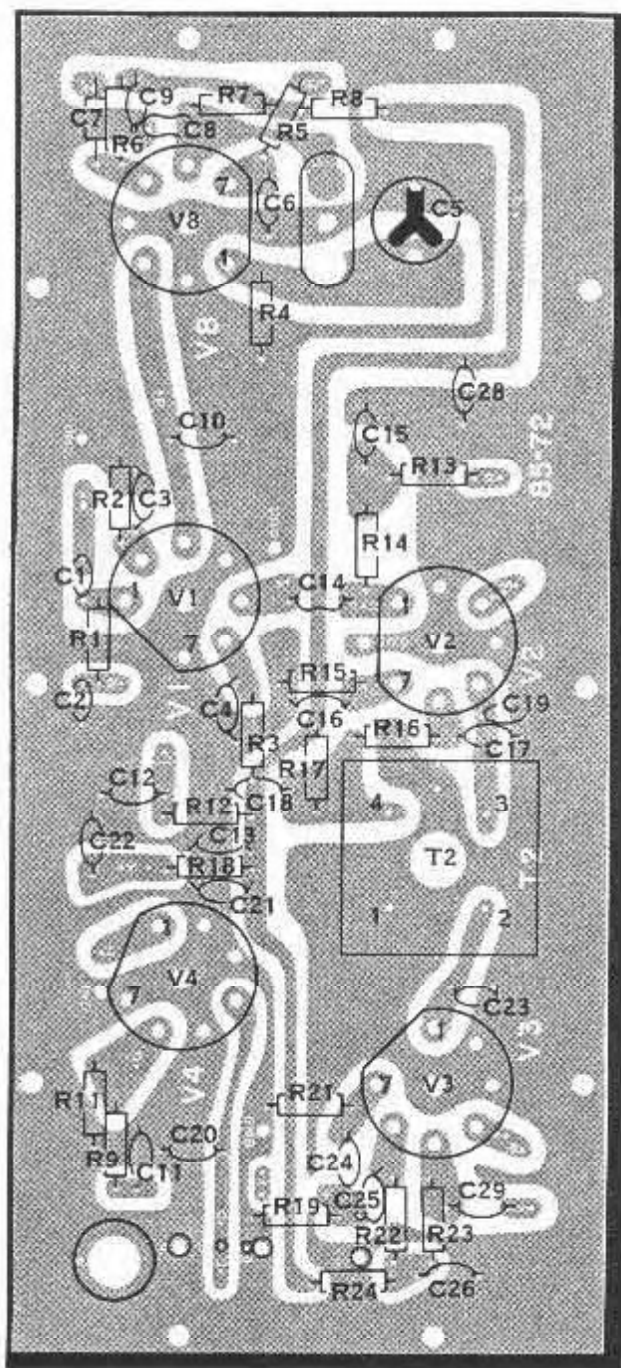 C9
R7
R8
C7
R6
C8
R5
7
V8
C6
C5
1
R4
V8
C10
C28
C15
R13
85-72
R2
C3
R14
C1
1
V1
7
C14
1
V2
7
R1
R15
V2
C2
V1
C4
R3
C16
R16
C19
C17
R17
C12
C18
R12
4
3
C22
C13
T2
T2
R18
C21
1
2
1
V4
7
C23
1
V3
7
V3
R11
V4
R21
R9
C11
C20
C24
C25
R19
R22
R23
C29
R24
C26